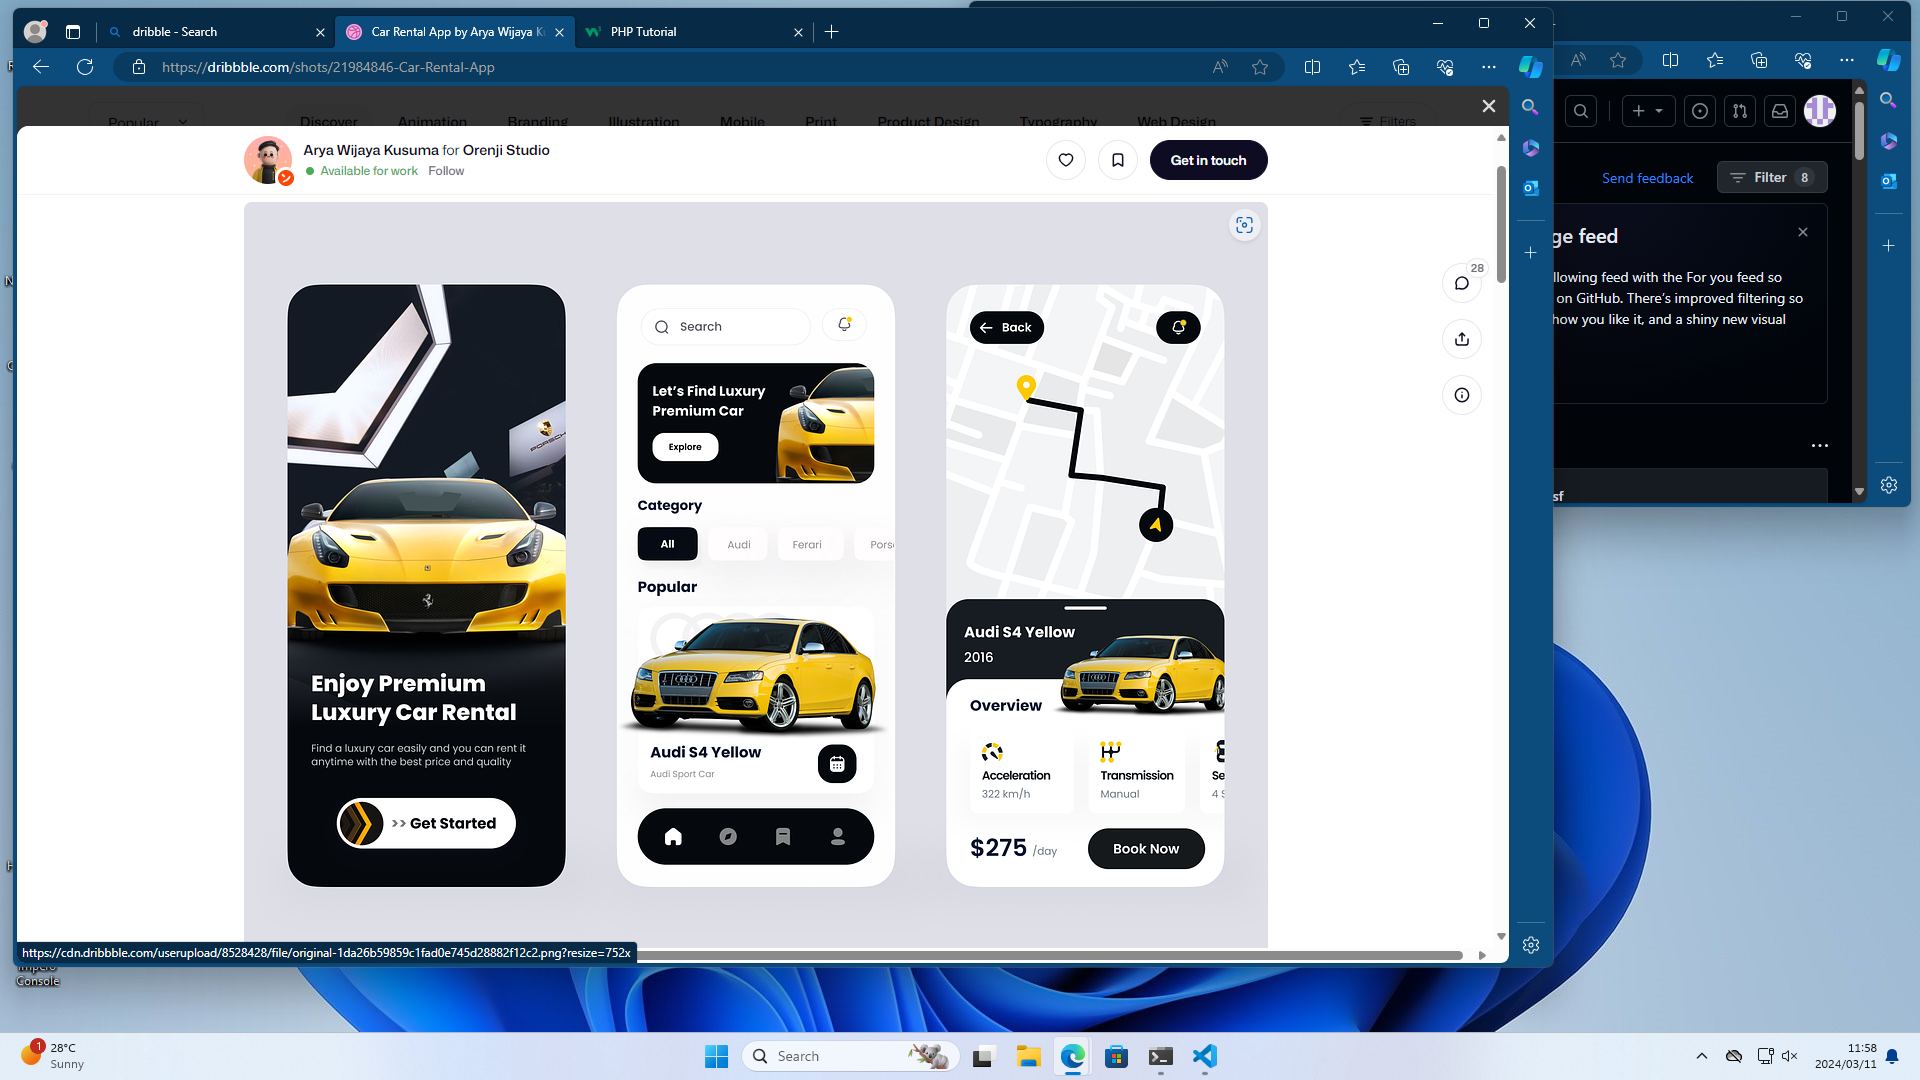 dribble - Search
Car Rental App by Arya Wijaya K
PHP Tutorial
https://dribbble.com/shots/21984846-Car-Rental-App
Popular
Discover
Animation
Branding
Illustration
Mobile
Print
Product Design
Typography
Web Design
Filters
Arya Wijaya Kusuma for Orenji Studio
Available for work
Follow
Get in touch
28
PORSCHE
Enjoy Premium
Luxury Car Rental
Find a luxury car easily and you can rent it
anytime with the best price and quality
>> Get Started
Search
Let's Find Luxury
Premium Car
Explore
Category
All
Audi
Ferari
Pors
Popular
Audi S4 Yellow
Audi Sport Car
Back
Audi S4 Yellow
2016
Overview
Acceleration
322 km/h
Transmission
Manual
Se
4 S
$275 /day
Book Now
Send feedback
Filter 8
ge feed
llowing feed with the For you feed so
on GitHub. There's improved filtering so
how you like it, and a shiny new visual
sf
https://cdn.dribbble.com/userupload/8528428/file/original-1da26b59859c1fad0e745d28882f12c2.png?resize=752x
Impero
Console
1
28°C
Sunny
Search
11:58
2024/03/11